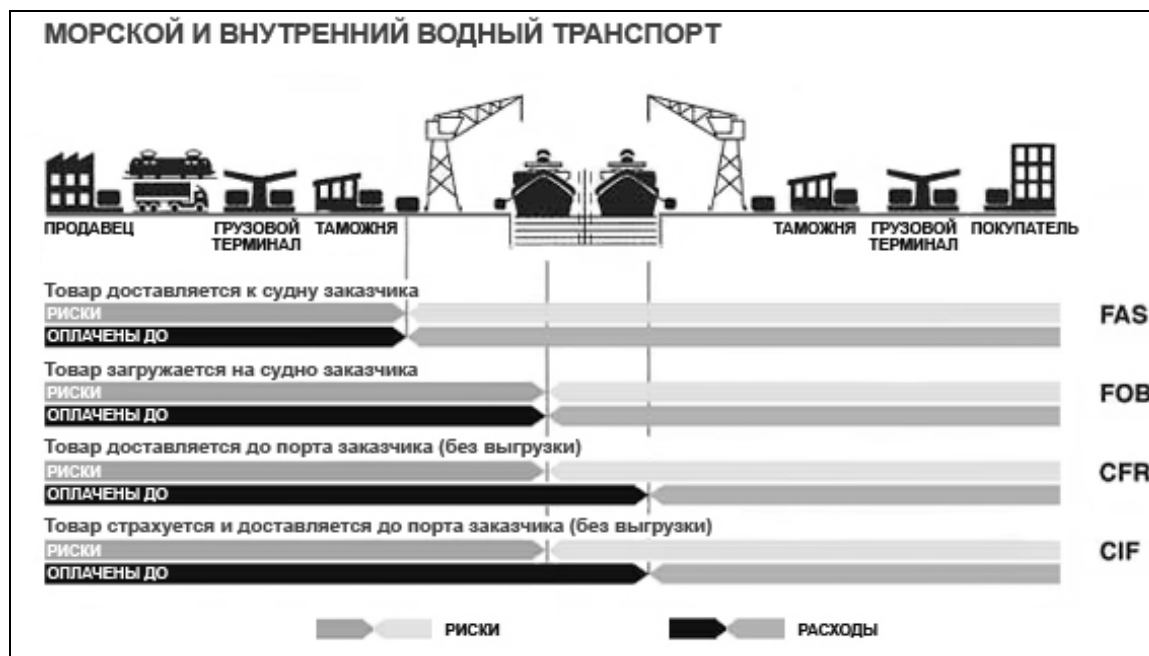 МОРСКОЙ И ВНУТРЕННИЙ ВОДНЫЙ ТРАНСПОРТ
ПРОДАВЕЦ
ГРУЗОВОЙ
ТЕРМИНАЛ
ТАМОЖНЯ
ТАМОЖНЯ
ГРУЗОВОЙ
ТЕРМИНАЛ
ПОКУПАТЕЛЬ
Товар доставляется к судну заказчика
РИСКИ
ОПЛАЧЕНЫ ДО
FAS
Товар загружается на судно заказчика
РИСКИ
ОПЛАЧЕНЫ ДО
FOB
Товар доставляется до порта заказчика (без выгрузки)
РИСКИ
ОПЛАЧЕНЫ ДО
CFR
Товар страхуется и доставляется до порта заказчика (без выгрузки)
РИСКИ
ОПЛАЧЕНЫ ДО
CIF
РИСКИ
РАСХОДЫ